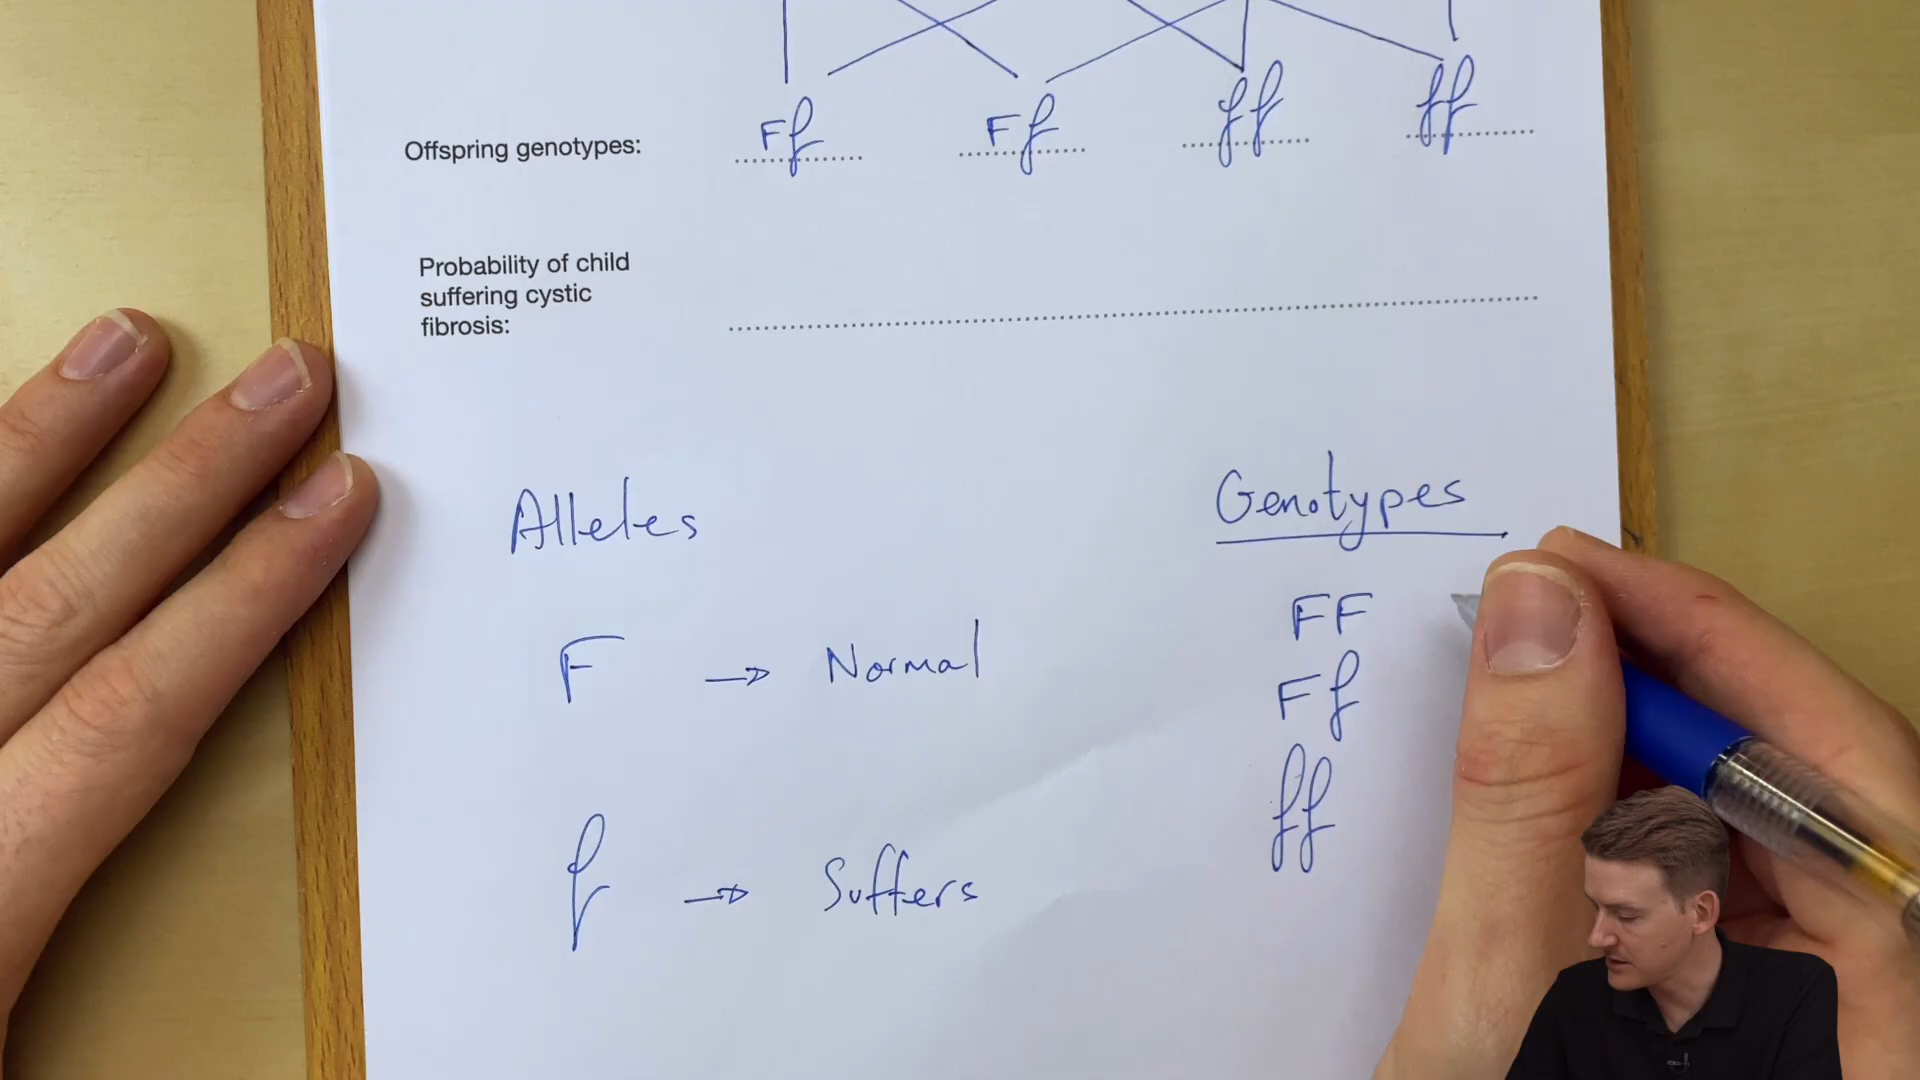 Offspring genotypes: Ff Ff ff ff
Probability of child
suffering cystic
fibrosis:
Alleles
F → Normal
f → Suffers
Genotypes
FF
Ff
ff